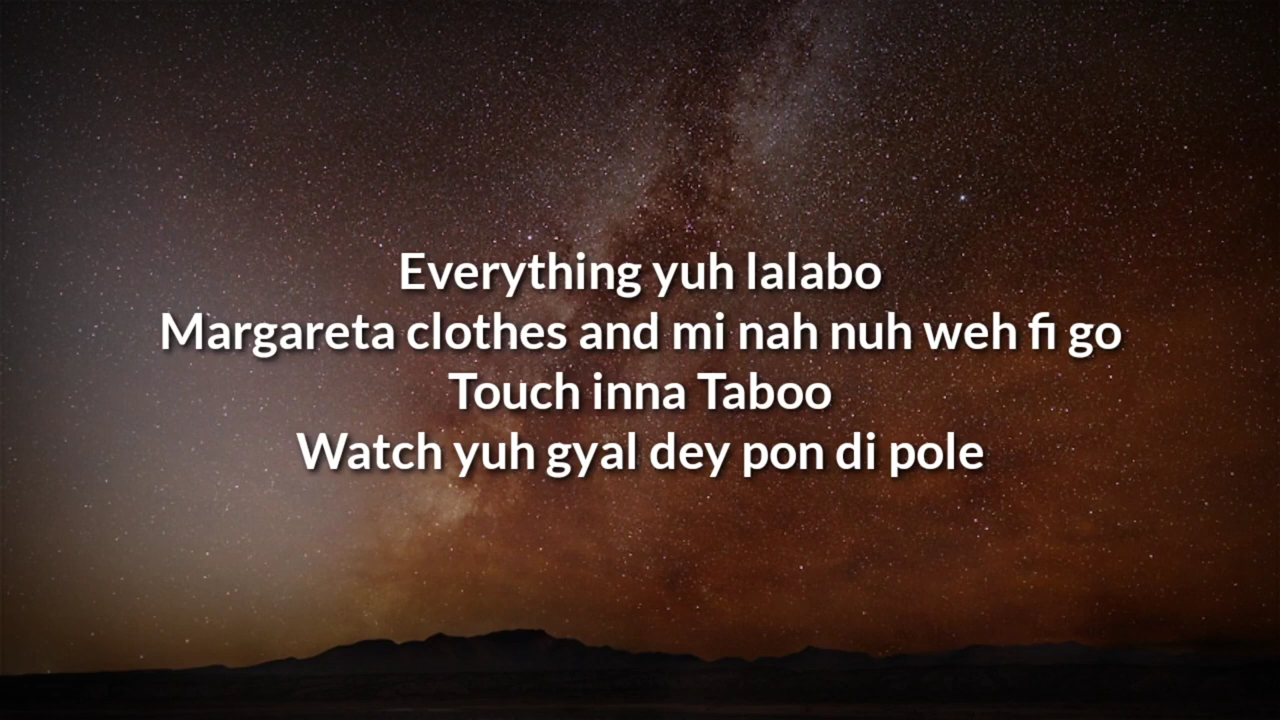 Everything yuh lalabo
Margareta clothes and mi nah nuh weh fi go
Touch inna Taboo
Watch yuh gyal dey pon di pole